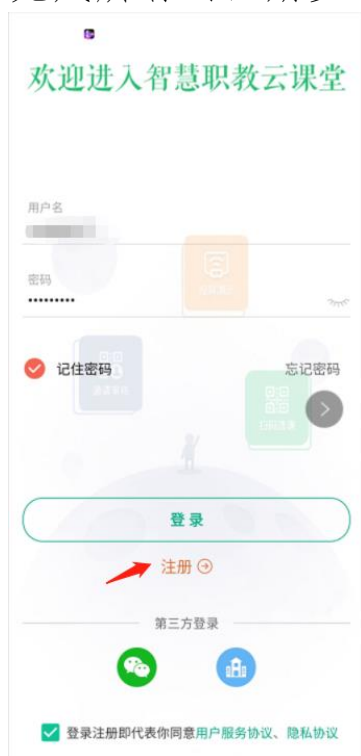 欢迎进入智慧职教云课堂
用户名
密码
•••••••••
记住密码
忘记密码
登录
注册
第三方登录
登录注册即代表你同意用户服务协议、隐私协议